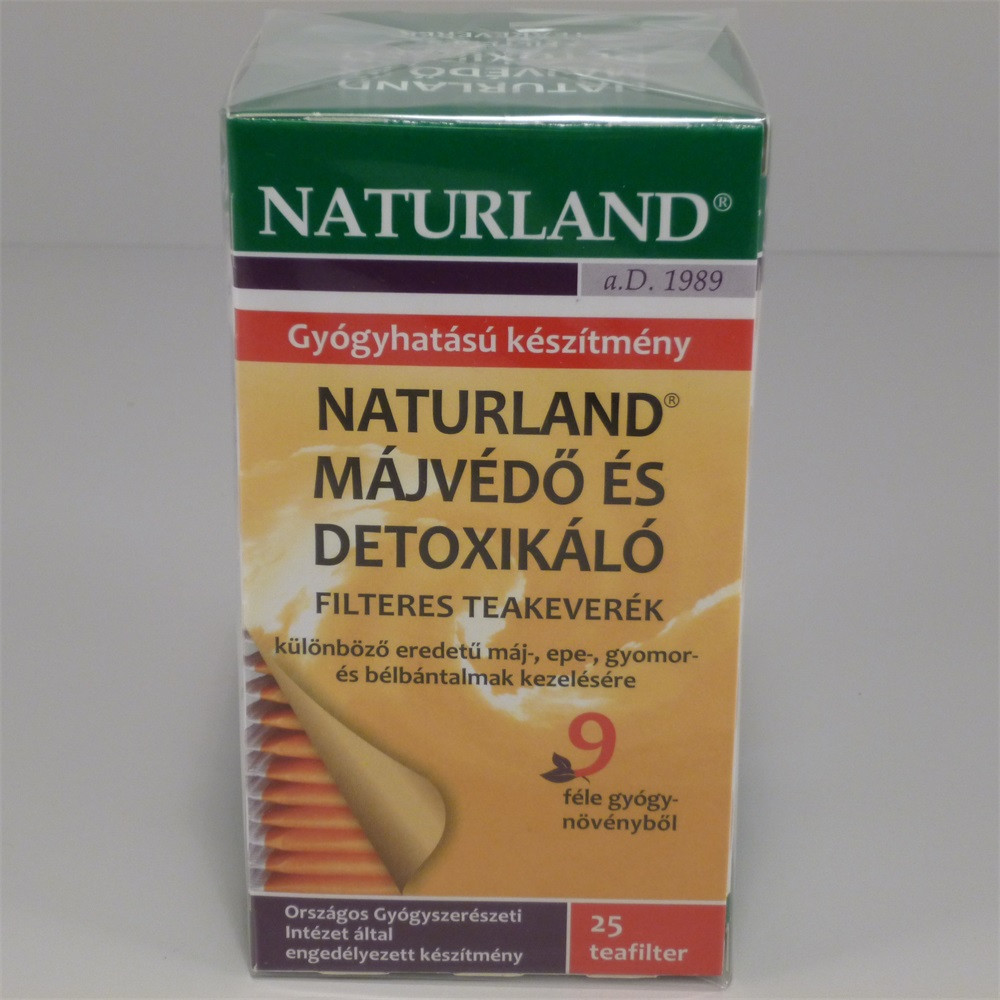 NATURLAND
NATURLAND®
a.D. 1989
Gyógyhatású készítmény
NATURLAND®
MÁJVÉDŐ ÉS
DETOXIKÁLÓ
FILTERES TEAKEVERÉK
különböző eredetű máj-, epe-, gyomor-
és bélbántalmak kezelésére
9
féle gyógy-
növényből
Országos Gyógyszerészeti
Intézet által
engedélyezett készítmény
25
teafilter